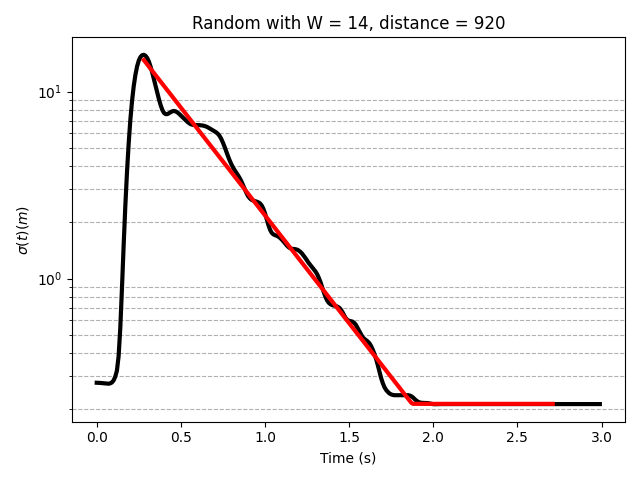 Random with W = 14, distance = 920
10¹
10⁰
σ(t)(m)
0.0 0.5 1.0 1.5 2.0 2.5 3.0
Time (s)